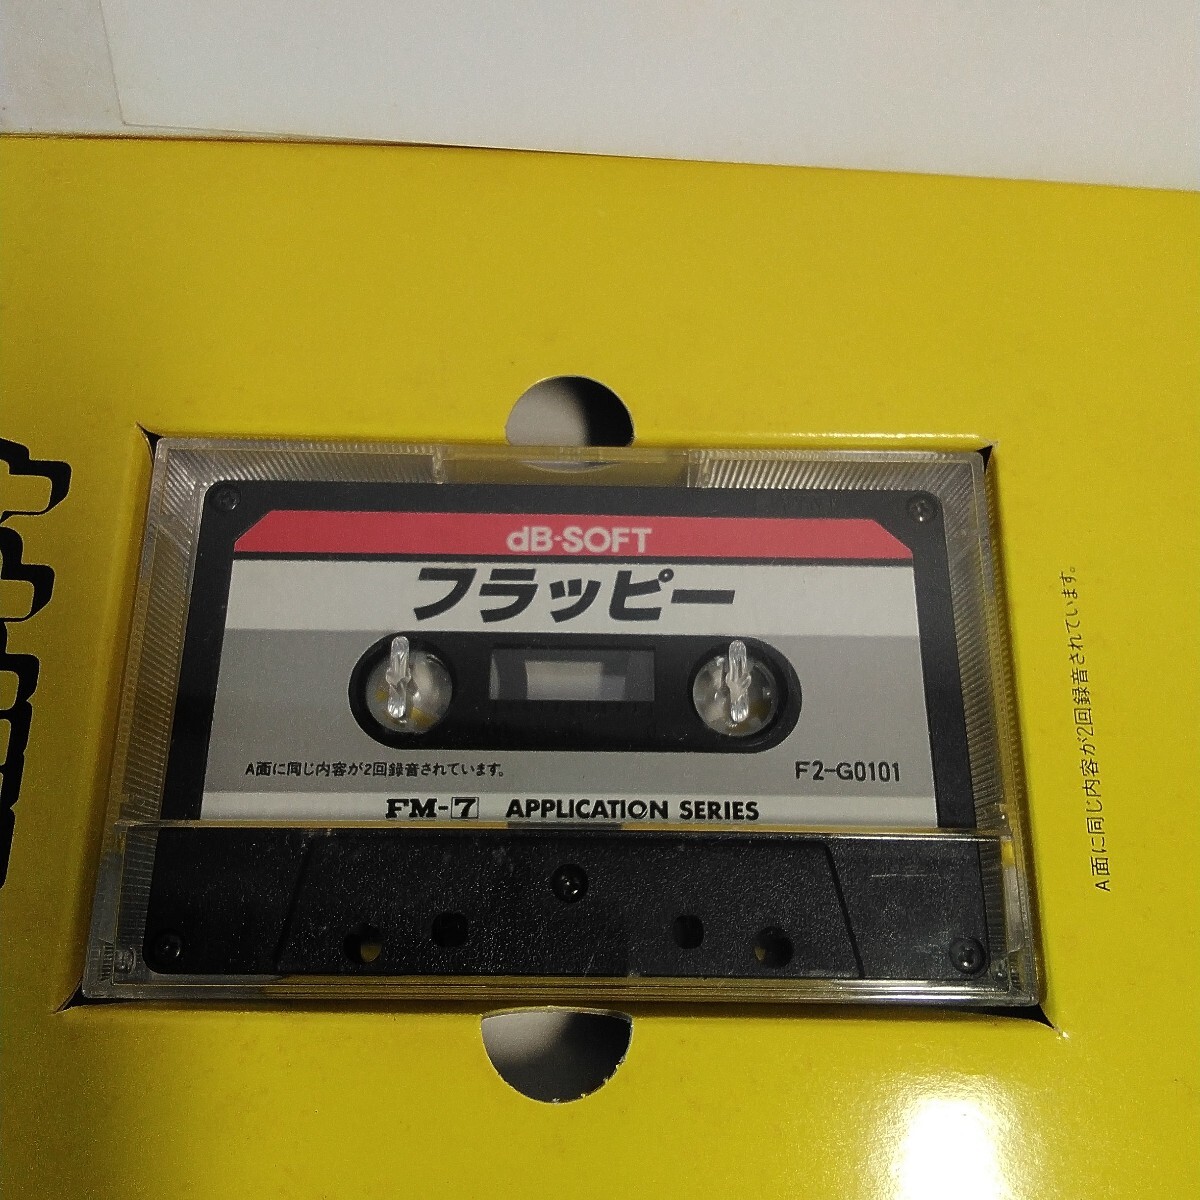 dB-SOFT
フラッピー
A面に同じ内容が2回録音されています。
F2-G0101
FM-7 APPLICATION SERIES
A面に同じ内容が2回録音されています。